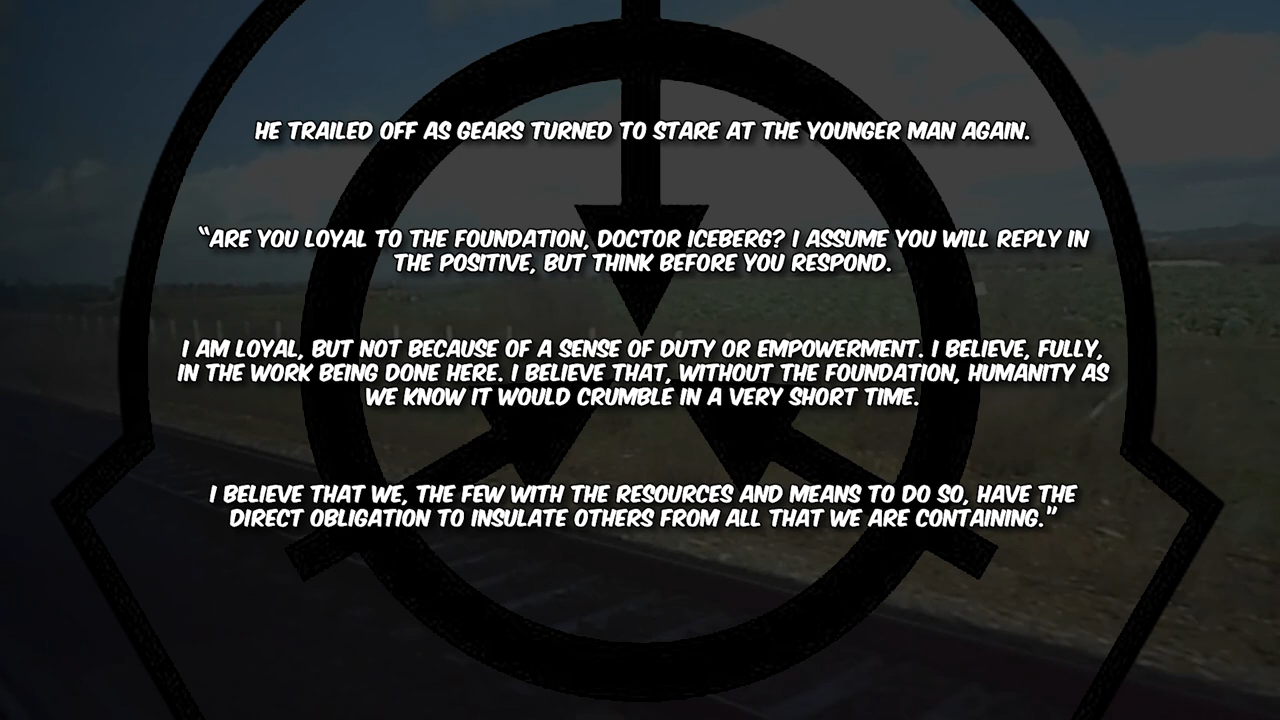 HE TRAILED OFF AS GEARS TURNED TO STARE AT THE YOUNGER MAN AGAIN.
“ARE YOU LOYAL TO THE FOUNDATION, DOCTOR ICEBERG? I ASSUME YOU WILL REPLY IN
THE POSITIVE, BUT THINK BEFORE YOU RESPOND.
I AM LOYAL, BUT NOT BECAUSE OF A SENSE OF DUTY OR EMPOWERMENT. I BELIEVE, FULLY,
IN THE WORK BEING DONE HERE. I BELIEVE THAT, WITHOUT THE FOUNDATION, HUMANITY AS
WE KNOW IT WOULD CRUMBLE IN A VERY SHORT TIME.
I BELIEVE THAT WE, THE FEW WITH THE RESOURCES AND MEANS TO DO SO, HAVE THE
DIRECT OBLIGATION TO INSULATE OTHERS FROM ALL THAT WE ARE CONTAINING.”